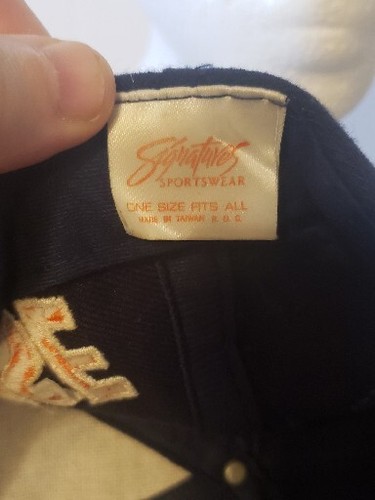 Signatures
SPORTSWEAR
ONE SIZE FITS ALL
MADE IN TAIWAN R.O.C.